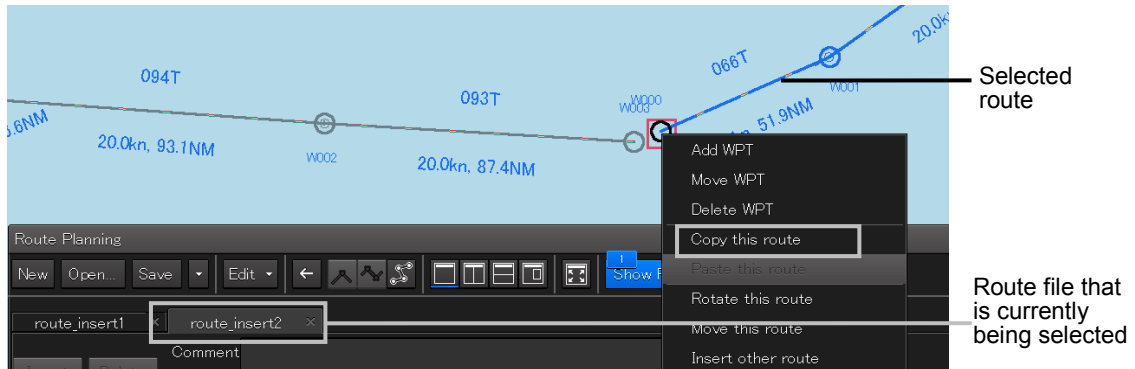 094T
093T
066T
20.0k
W000
W003
W001
51.9NM
5.6NM
20.0kn, 93.1NM
W002
20.0kn, 87.4NM
Selected
route
Add WPT
Move WPT
Delete WPT
Copy this route
Paste this route
Rotate this route
Move this route
Insert other route
Route Planning
New
Open...
Save
Edit
1
Show
route_insert1 ×
route_insert2 ×
Comment
Route file that
is currently
being selected